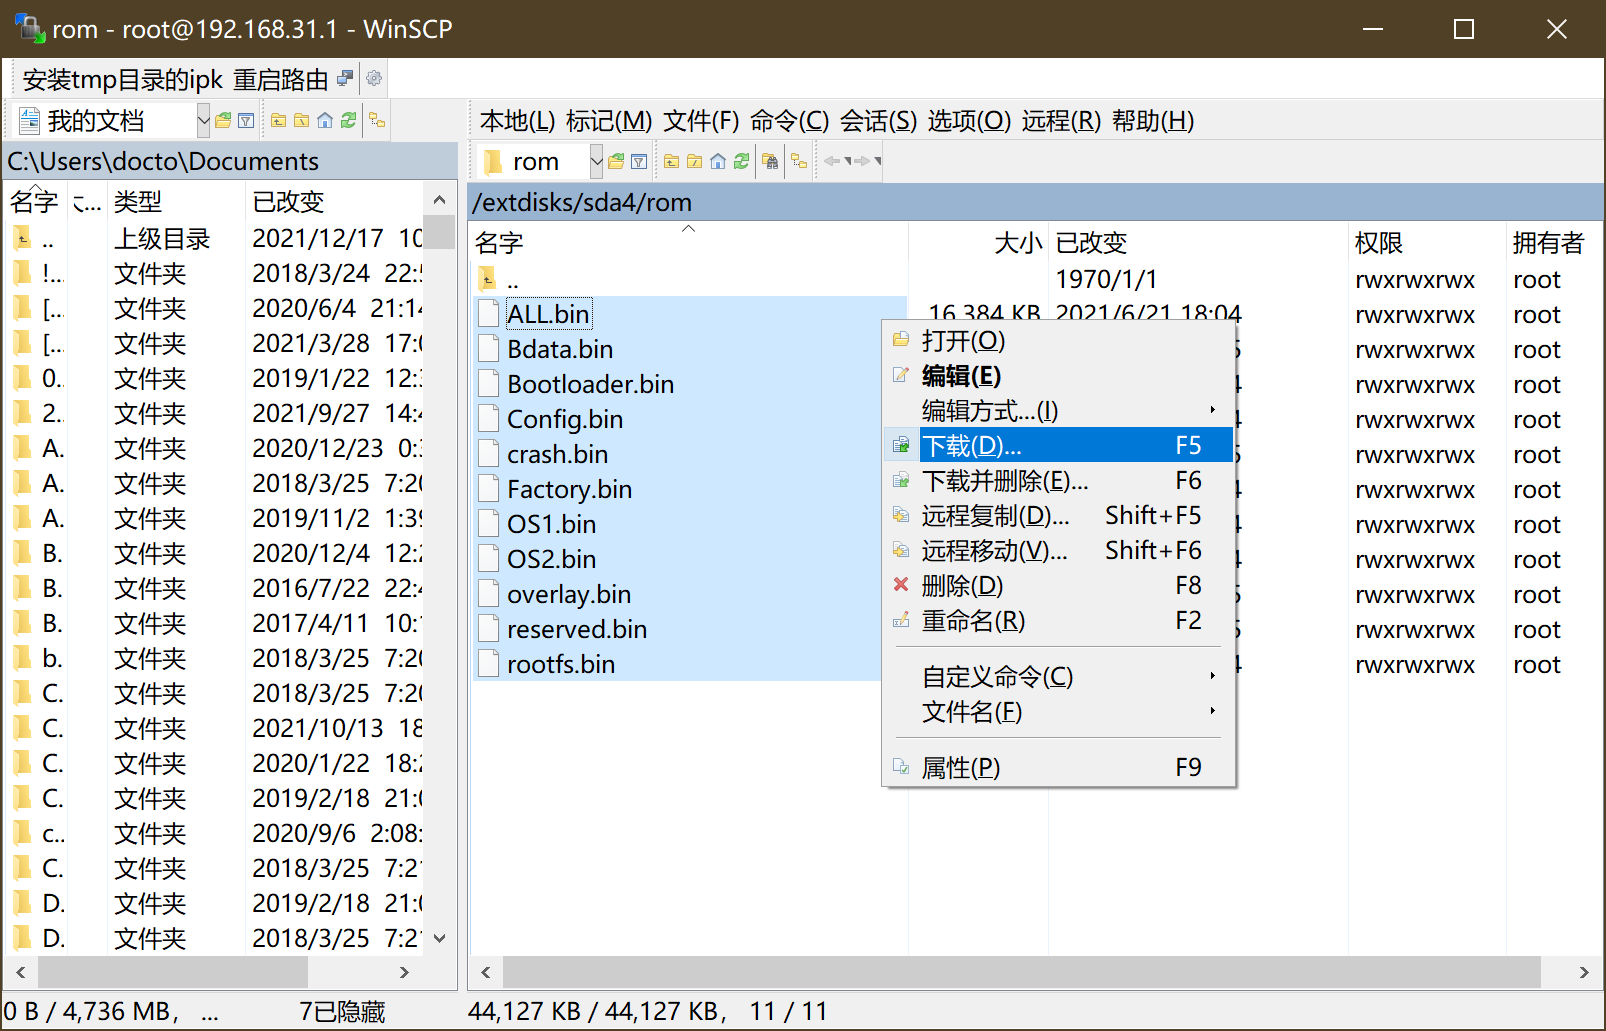 rom - root@192.168.31.1 - WinSCP
安装tmp目录的ipk 重启路由
我的文档
本地(L) 标记(M) 文件(F) 命令(C) 会话(S) 选项(O) 远程(R) 帮助(H)
rom
C:\Users\docto\Documents
名字 ... 类型 已改变
.. 上级目录 2021/12/17 10
!... 文件夹 2018/3/24 22:
[... 文件夹 2020/6/4 21:14
[... 文件夹 2021/3/28 17:0
0.. 文件夹 2019/1/22 12:
2.. 文件夹 2021/9/27 14:4
A. 文件夹 2020/12/23 0:
A. 文件夹 2018/3/25 7:20
A. 文件夹 2019/11/2 1:39
B. 文件夹 2020/12/4 12:2
B. 文件夹 2016/7/22 22:4
B. 文件夹 2017/4/11 10:
b. 文件夹 2018/3/25 7:20
C. 文件夹 2018/3/25 7:20
C. 文件夹 2021/10/13 18
C. 文件夹 2020/1/22 18:2
C. 文件夹 2019/2/18 21:0
c.. 文件夹 2020/9/6 2:08:
C. 文件夹 2018/3/25 7:21
D. 文件夹 2019/2/18 21:0
D. 文件夹 2018/3/25 7:21
/extdisks/sda4/rom
名字 大小 已改变 权限 拥有者
.. 1970/1/1 rwxrwxrwx root
ALL.bin 16,384 KB 2021/6/21 18:04 rwxrwxrwx root
Bdata.bin rwxrwxrwx root
Bootloader.bin rwxrwxrwx root
Config.bin rwxrwxrwx root
crash.bin rwxrwxrwx root
Factory.bin rwxrwxrwx root
OS1.bin rwxrwxrwx root
OS2.bin rwxrwxrwx root
overlay.bin rwxrwxrwx root
reserved.bin rwxrwxrwx root
rootfs.bin rwxrwxrwx root
打开(O)
编辑(E)
编辑方式...(I)
下载(D)... F5
下载并删除(E)... F6
远程复制(D)... Shift+F5
远程移动(V)... Shift+F6
删除(D) F8
重命名(R) F2
自定义命令(C)
文件名(F)
属性(P) F9
0 B / 4,736 MB， ... 7已隐藏
44,127 KB / 44,127 KB， 11 / 11